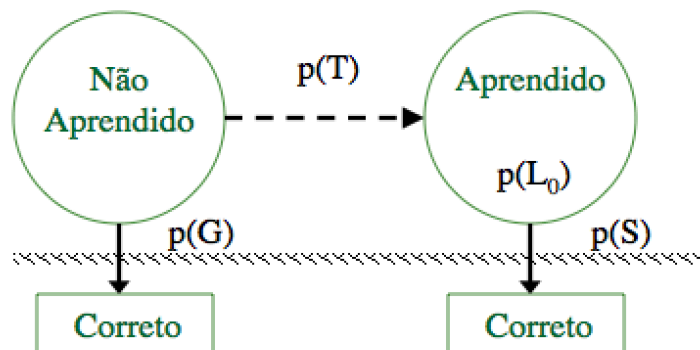 Não
Aprendido
p(T)
Aprendido
p(L₀)
p(G)
p(S)
Correto
Correto